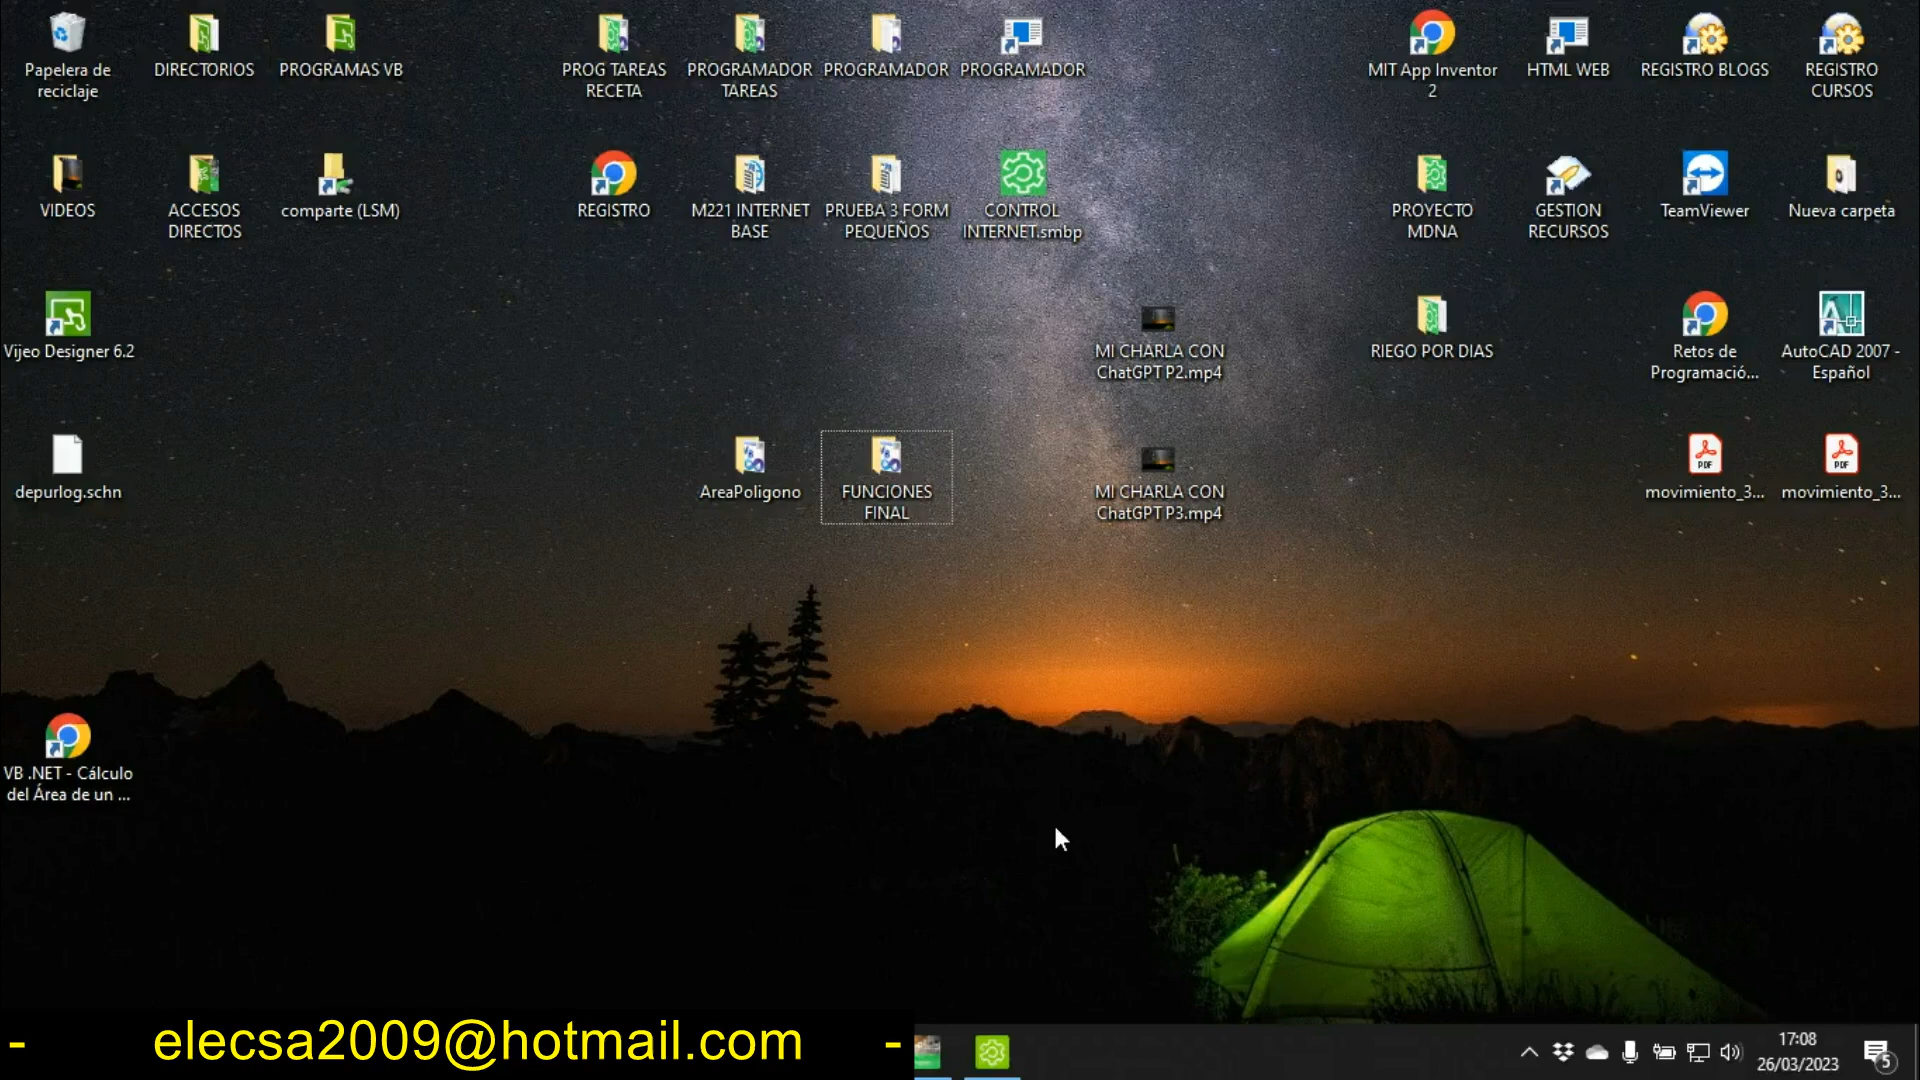 Papelera de
reciclaje
DIRECTORIOS
PROGRAMAS VB
PROG TAREAS
RECETA
PROGRAMADOR
TAREAS
PROGRAMADOR
PROGRAMADOR
MIT App Inventor
2
HTML WEB
REGISTRO BLOGS
REGISTRO
CURSOS
VIDEOS
ACCESOS
DIRECTOS
comparte (LSM)
REGISTRO
M221 INTERNET
BASE
PRUEBA 3 FORM
PEQUEÑOS
CONTROL
INTERNET.smbp
PROYECTO
MDNA
GESTION
RECURSOS
TeamViewer
Nueva carpeta
Vijeo Designer 6.2
MI CHARLA CON
ChatGPT P2.mp4
RIEGO POR DIAS
Retos de
Programació...
AutoCAD 2007 -
Español
depurlog.schn
AreaPoligono
FUNCIONES
FINAL
MI CHARLA CON
ChatGPT P3.mp4
PDF
movimiento_3...
PDF
movimiento_3...
VB .NET - Cálculo
del Área de un ...
- elecsa2009@hotmail.com -
17:08
26/03/2023
5